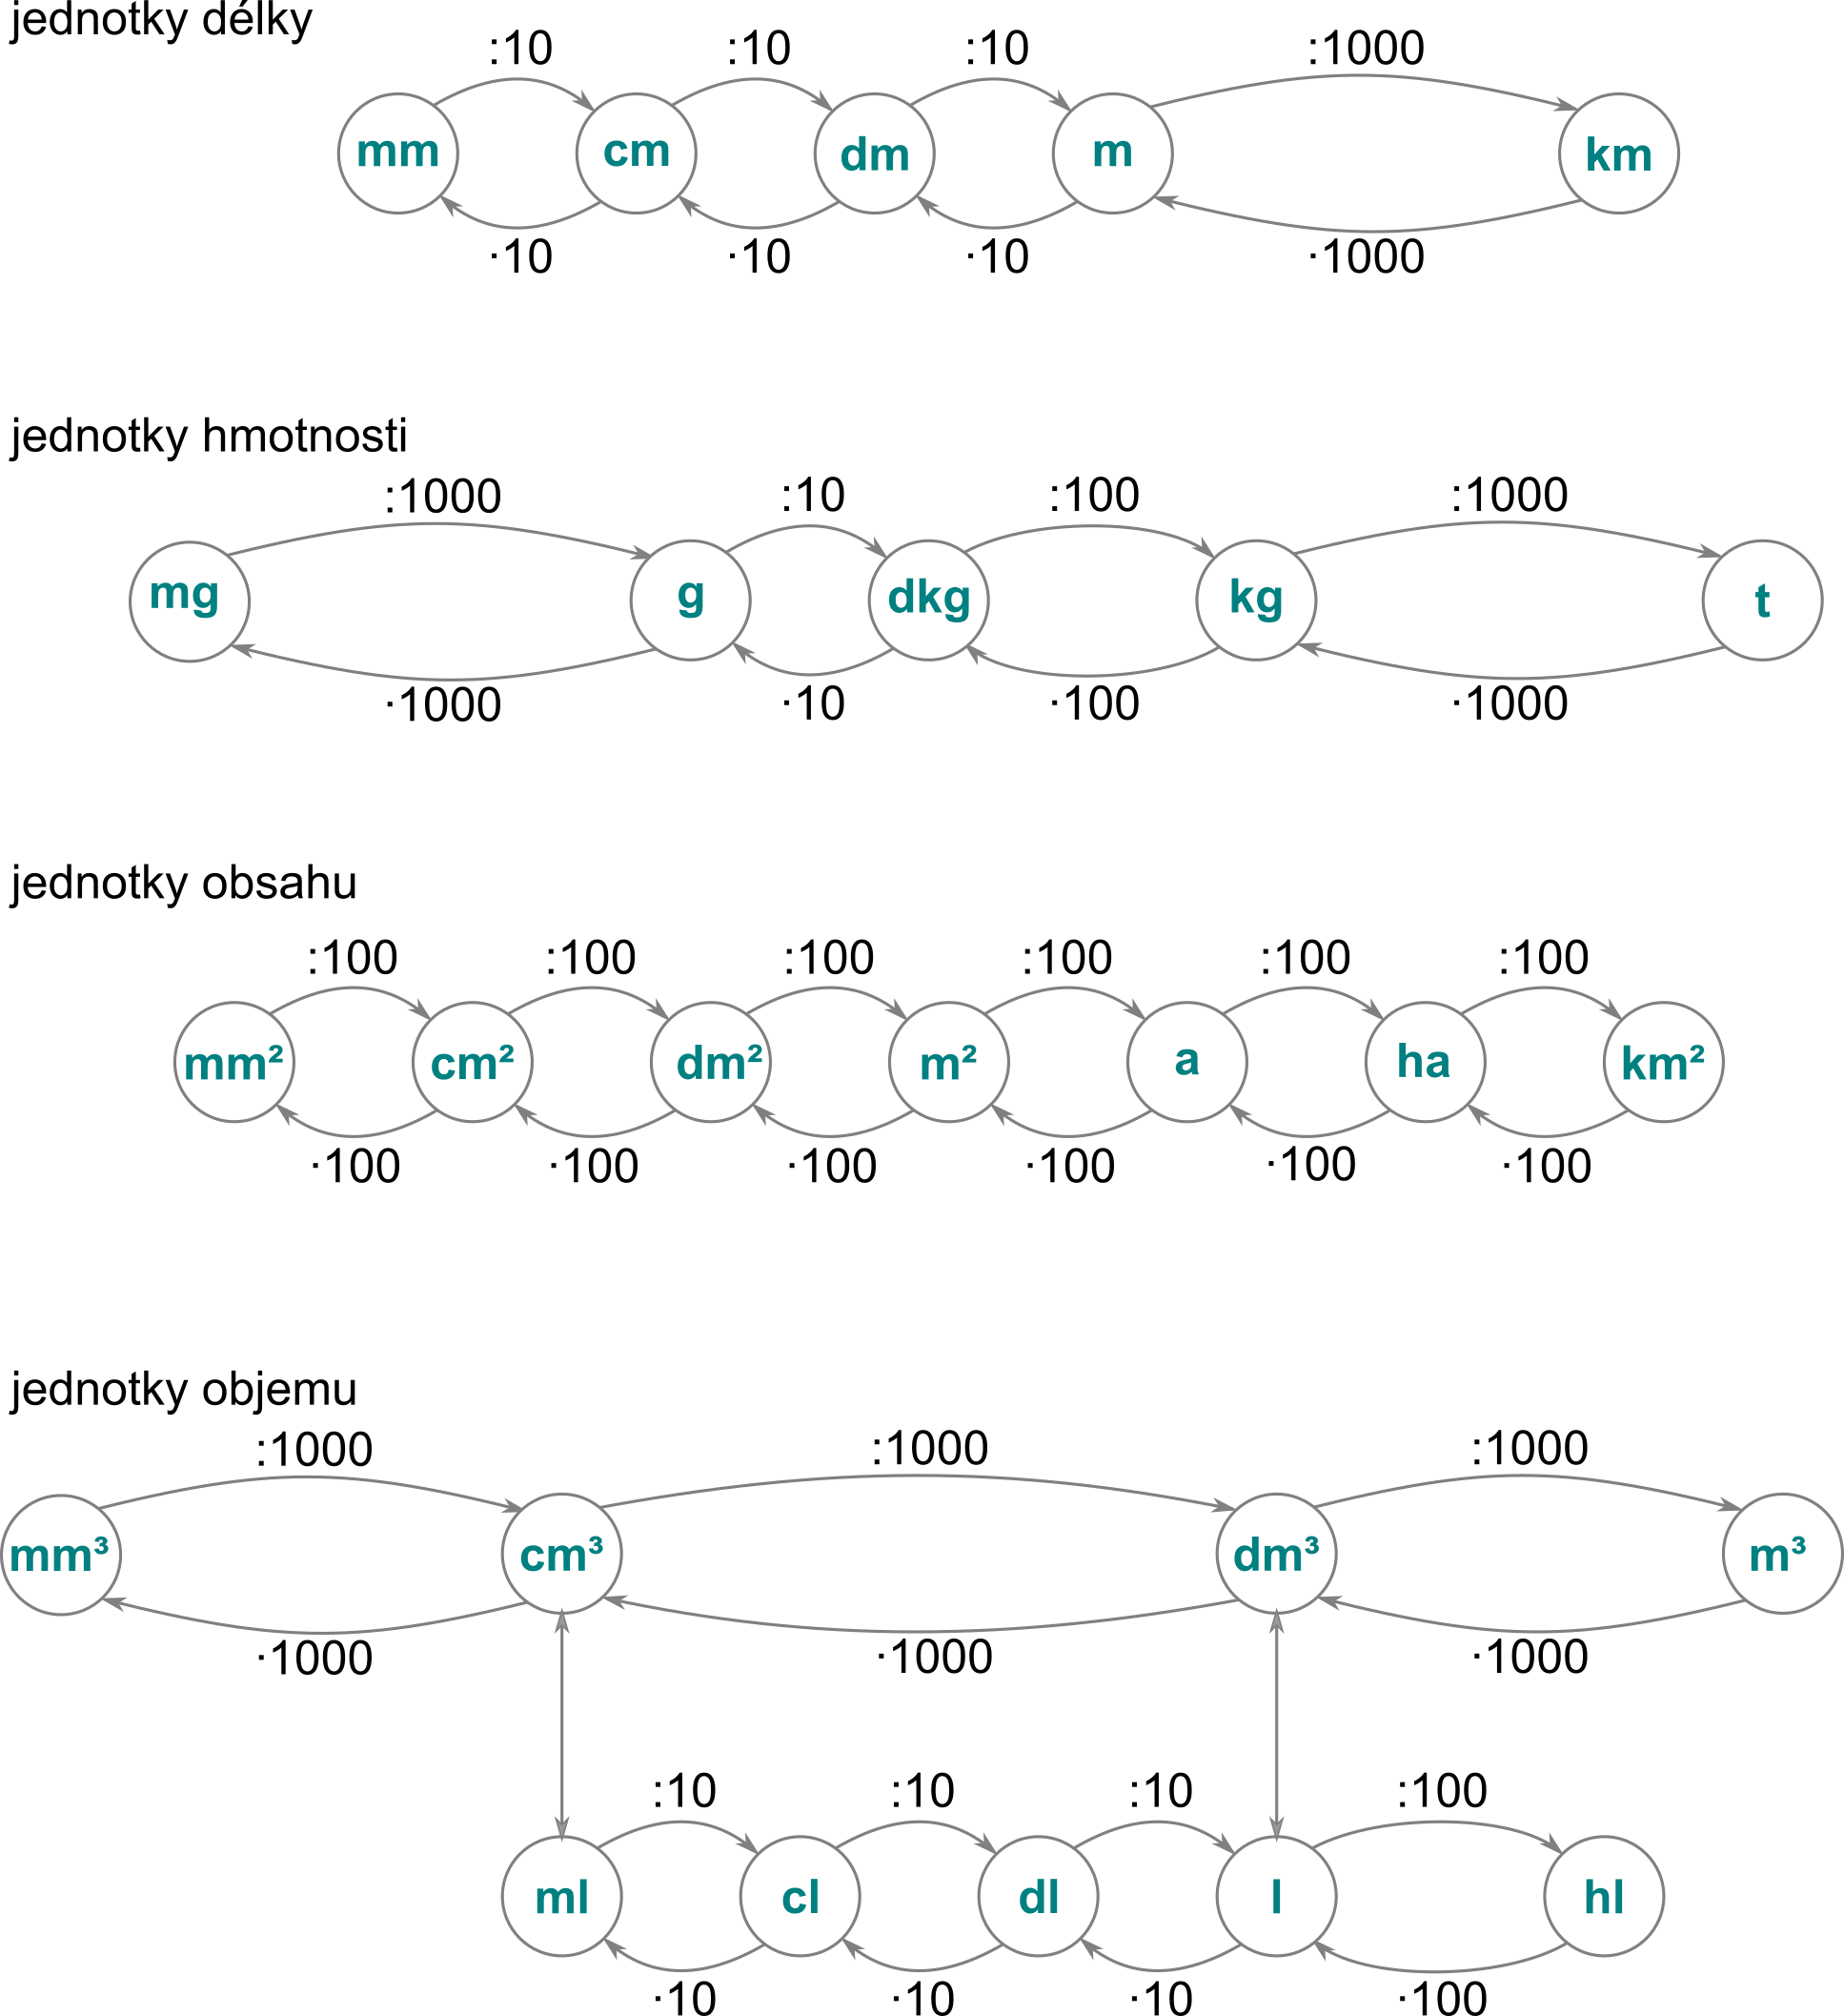 jednotky délky
:10 :10 :10 :1000
mm cm dm m km
·10 ·10 ·10 ·1000
jednotky hmotnosti
:1000 :10 :100 :1000
mg g dkg kg t
·1000 ·10 ·100 ·1000
jednotky obsahu
:100 :100 :100 :100 :100 :100
mm² cm² dm² m² a ha km²
·100 ·100 ·100 ·100 ·100 ·100
jednotky objemu
:1000 :1000 :1000
mm³ cm³ dm³ m³
·1000 ·1000 ·1000
:10 :10 :10 :100
ml cl dl l hl
·10 ·10 ·10 ·100